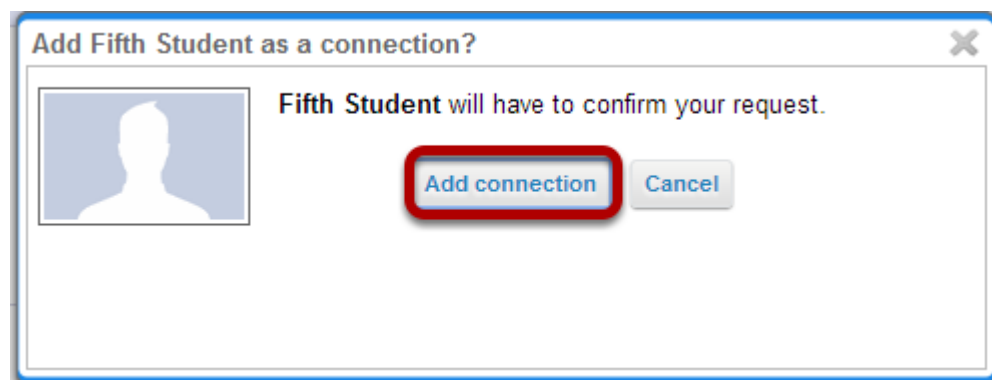 Add Fifth Student as a connection?
Fifth Student will have to confirm your request.
Add connection Cancel